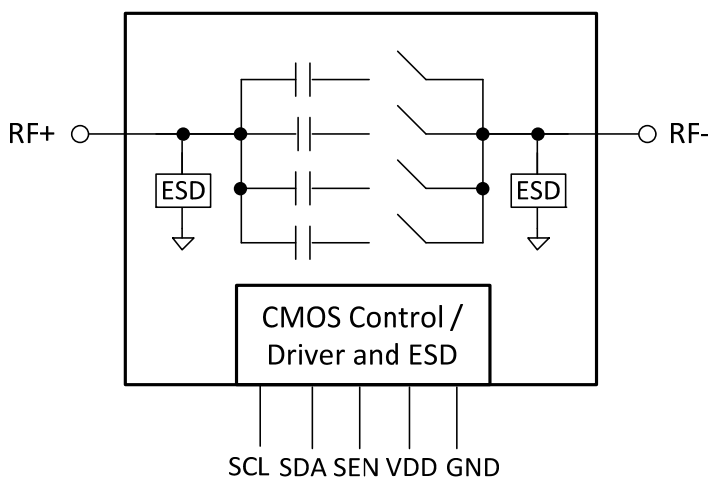 RF+
RF-
ESD
ESD
CMOS Control /
Driver and ESD
SCL SDA SEN VDD GND